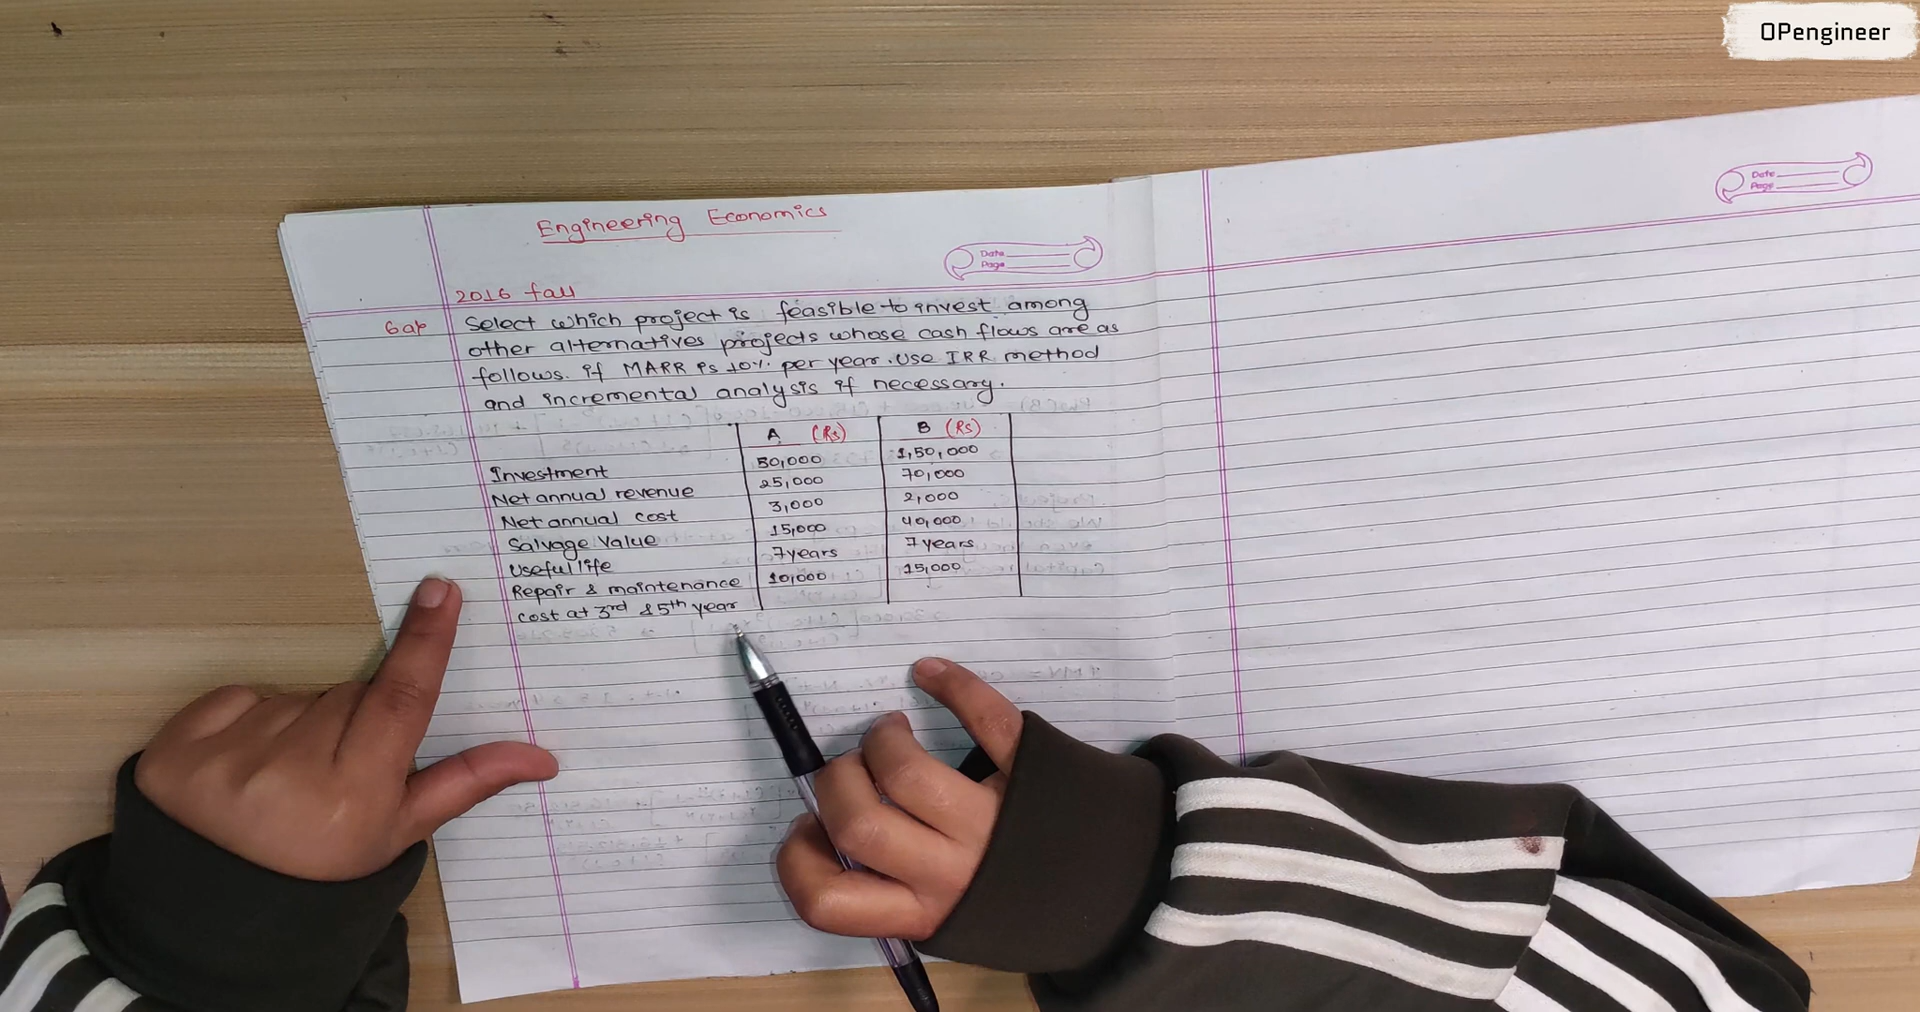 OPengineer
Engineering Economics
Date
Page
Date
Page
2016 fall
6 a)
Select which project is feasible to invest among
other alternatives projects whose cash flows are as
follows. if MARR is 10% per year. Use IRR method
and incremental analysis if necessary.
A (Rs) B (Rs)
Investment 50,000 1,50,000
Net annual revenue 25,000 70,000
Net annual cost 3,000 2,000
Salvage Value 15,000 40,000
Useful life 7years 7 years
Repair & maintenance 10,000 15,000
cost at 3rd & 5th year